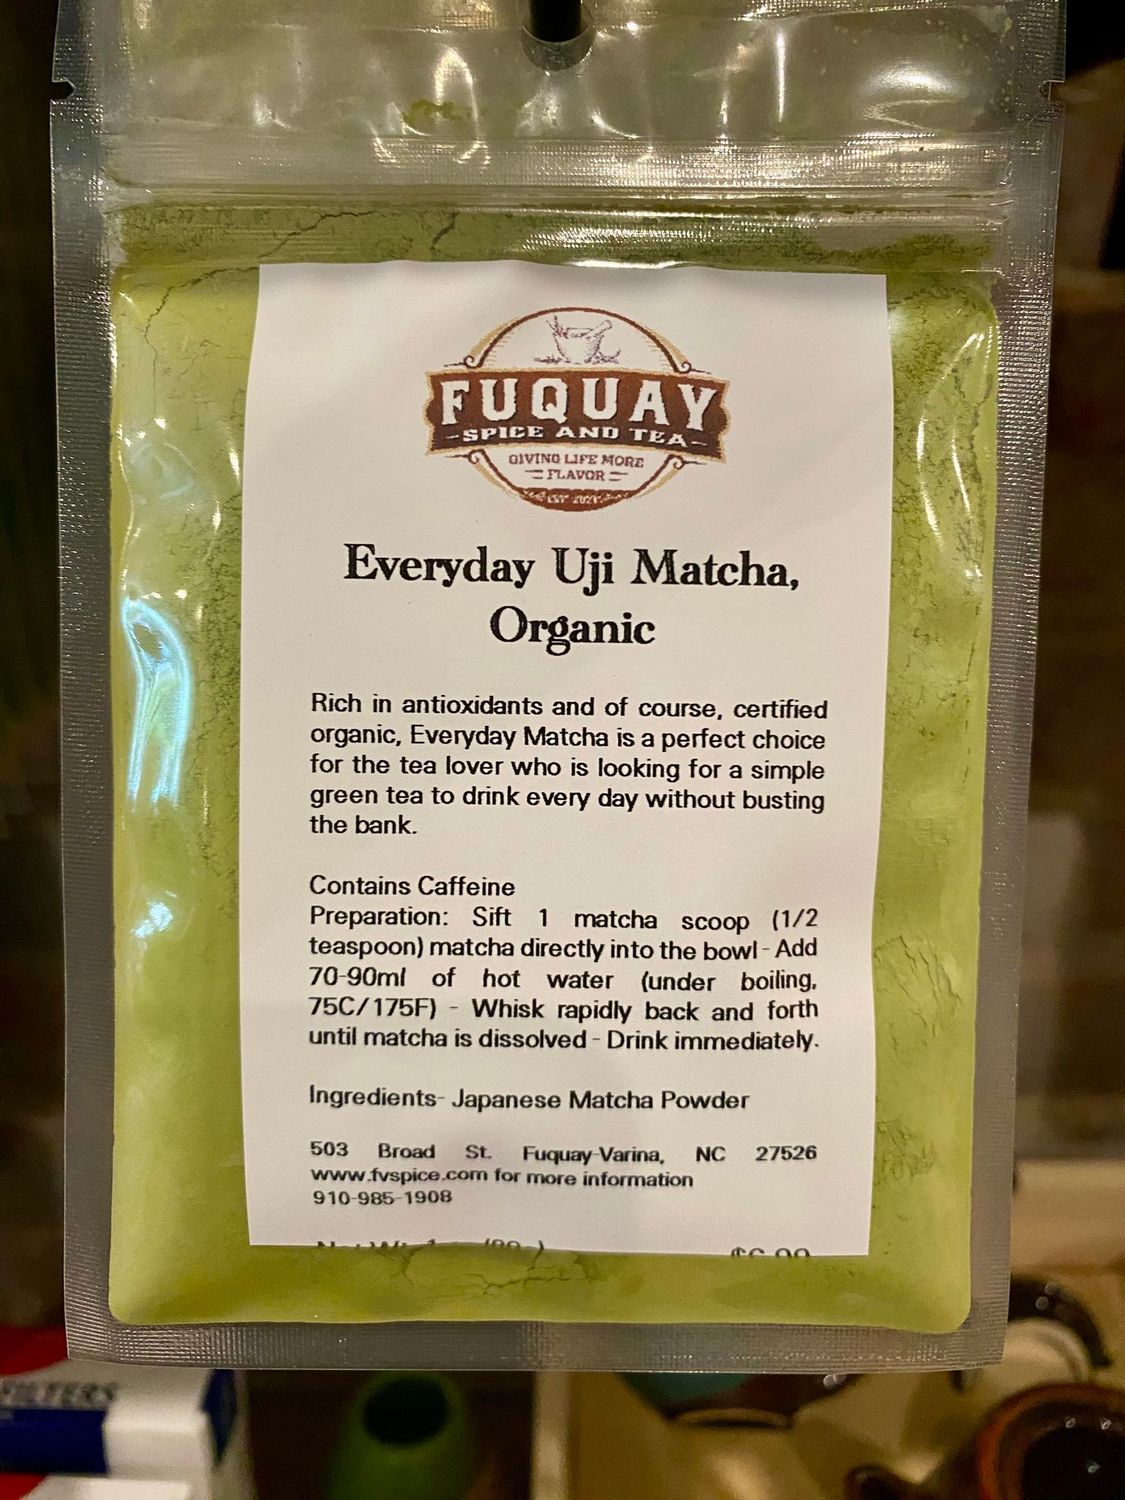 FUQUAY
-SPICE AND TEA-
GIVING LIFE MORE
FLAVOR
EST 2021
Everyday Uji Matcha,
Organic
Rich in antioxidants and of course, certified
organic, Everyday Matcha is a perfect choice
for the tea lover who is looking for a simple
green tea to drink every day without busting
the bank.
Contains Caffeine
Preparation: Sift 1 matcha scoop (1/2
teaspoon) matcha directly into the bowl - Add
70-90ml of hot water (under boiling,
75C/175F) - Whisk rapidly back and forth
until matcha is dissolved - Drink immediately.
Ingredients- Japanese Matcha Powder
503 Broad St. Fuquay-Varina, NC 27526
www.fvspice.com for more information
910-985-1908
FILTERS